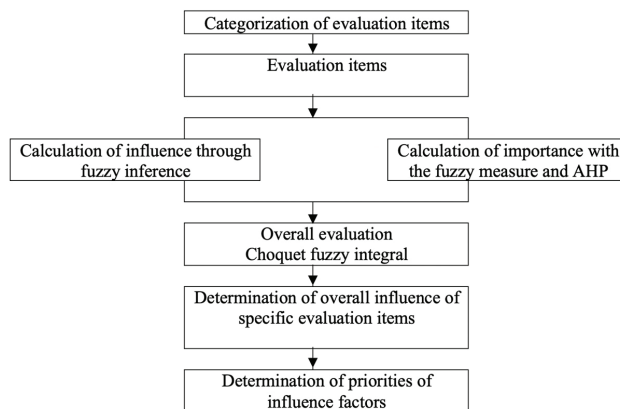 Categorization of evaluation items
Evaluation items
Calculation of influence through
fuzzy inference
Calculation of importance with
the fuzzy measure and AHP
Overall evaluation
Choquet fuzzy integral
Determination of overall influence of
specific evaluation items
Determination of priorities of
influence factors